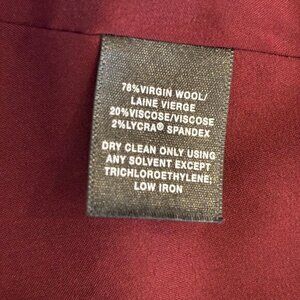 78%VIRGIN WOOL/
LAINE VIERGE
20%VISCOSE/VISCOSE
2%LYCRA® SPANDEX
DRY CLEAN ONLY USING
ANY SOLVENT EXCEPT
TRICHLOROETHYLENE;
LOW IRON